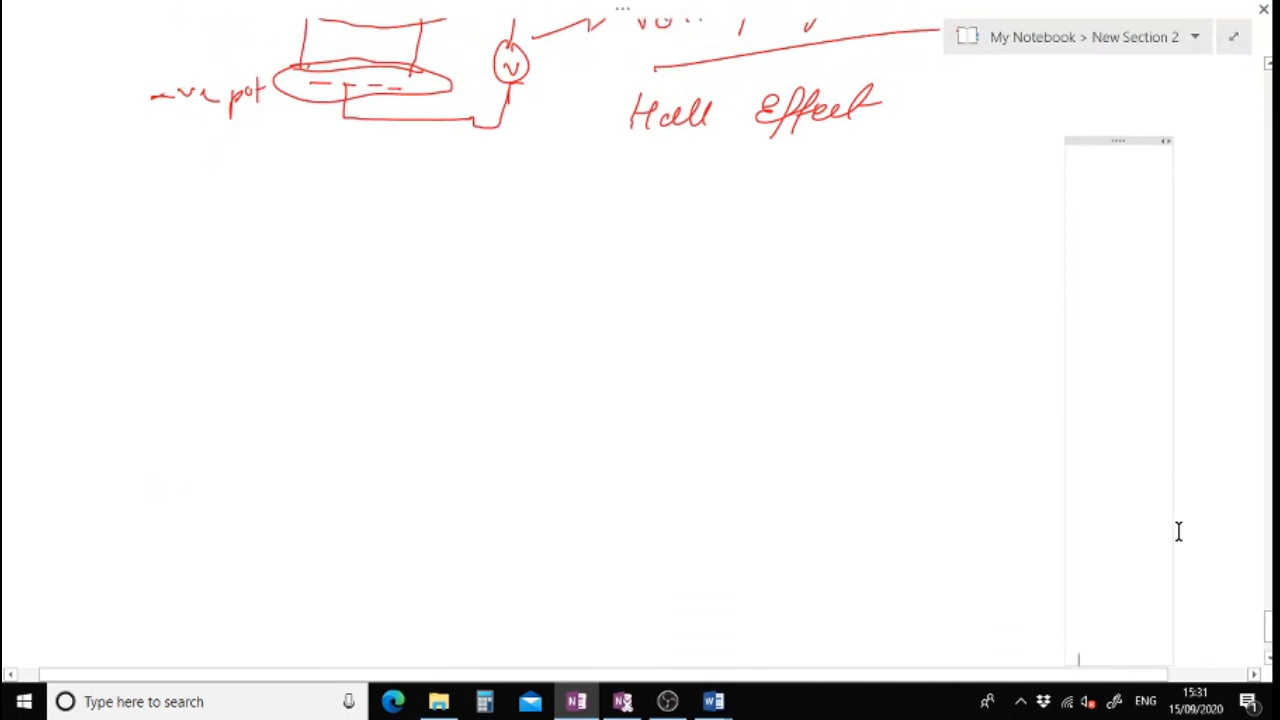 My Notebook > New Section 2
-ve pot
- - - -
V
Hall Effect
Type here to search
ENG
15:31
15/09/2020
1